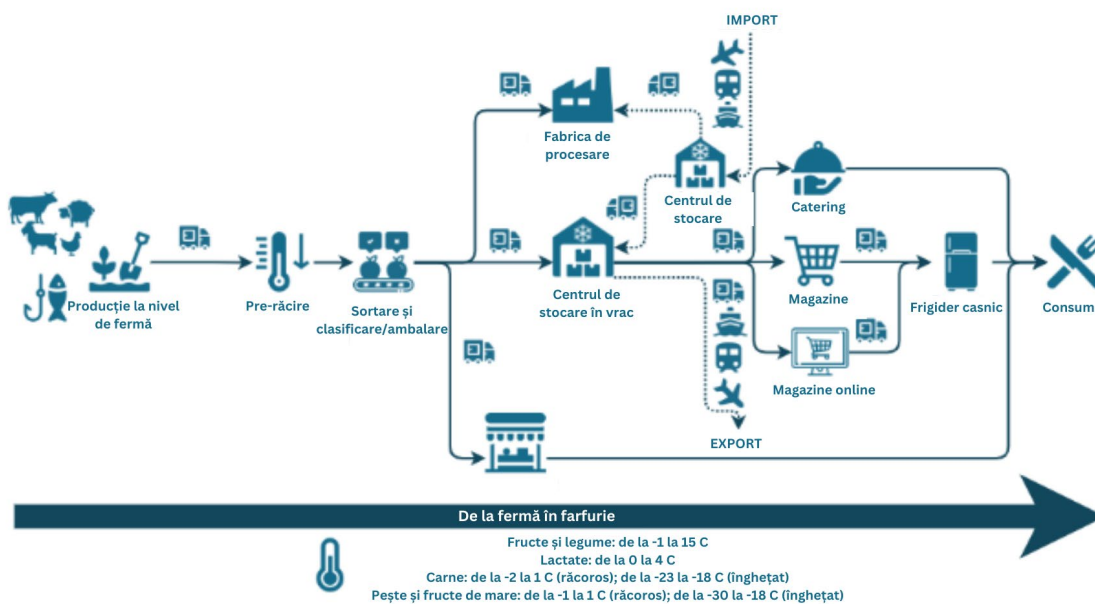 IMPORT
Fabrica de
procesare
Centrul de
stocare
Catering
Producție la nivel
de fermă
Pre-răcire
Sortare și
clasificare/ambalare
Centrul de
stocare în vrac
Magazine
Frigider casnic
Consum
Magazine online
EXPORT
De la fermă în farfurie
Fructe și legume: de la -1 la 15 C
Lactate: de la 0 la 4 C
Carne: de la -2 la 1 C (răcoros); de la -23 la -18 C (înghețat)
Pește și fructe de mare: de la -1 la 1 C (răcoros); de la -30 la -18 C (înghețat)